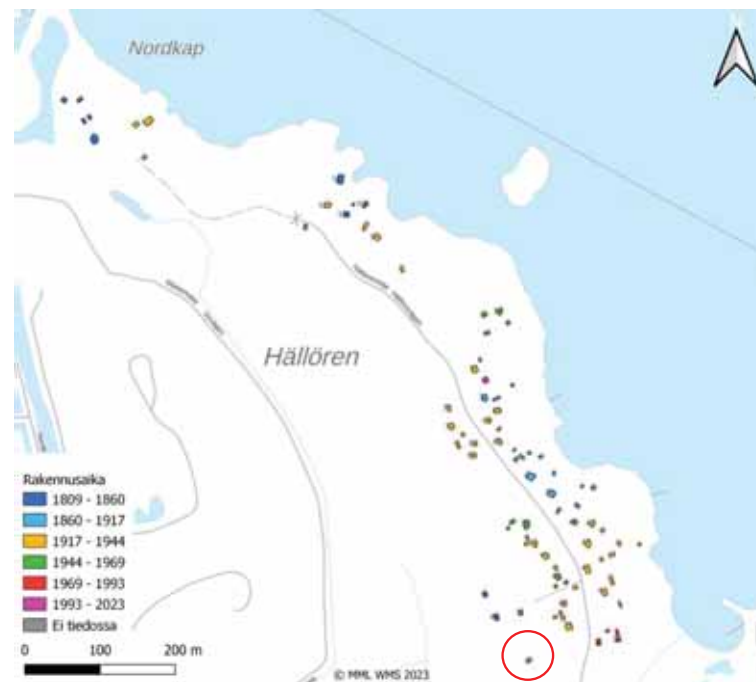 Nordkap
Hällören
Rakennusaika
1809 - 1860
1860 - 1917
1917 - 1944
1944 - 1969
1969 - 1993
1993 - 2023
Ei tiedossa
0 100 200 m
© MML WMS 2023